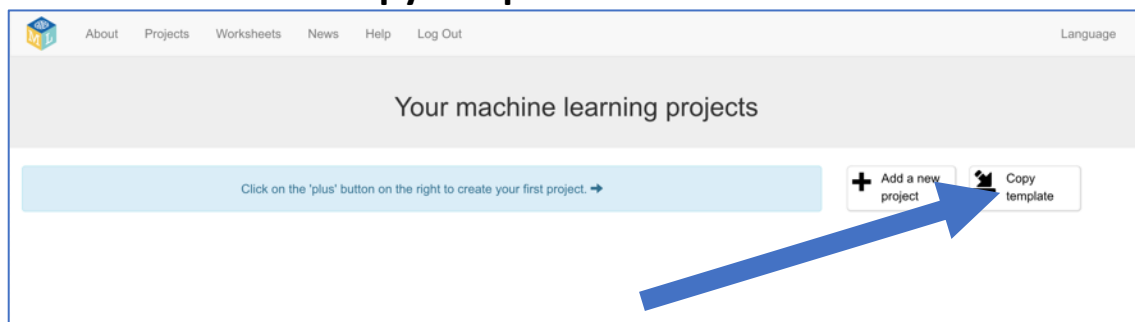 About Projects Worksheets News Help Log Out Language
Your machine learning projects
Click on the 'plus' button on the right to create your first project. ➔
Add a new
project
Copy
template